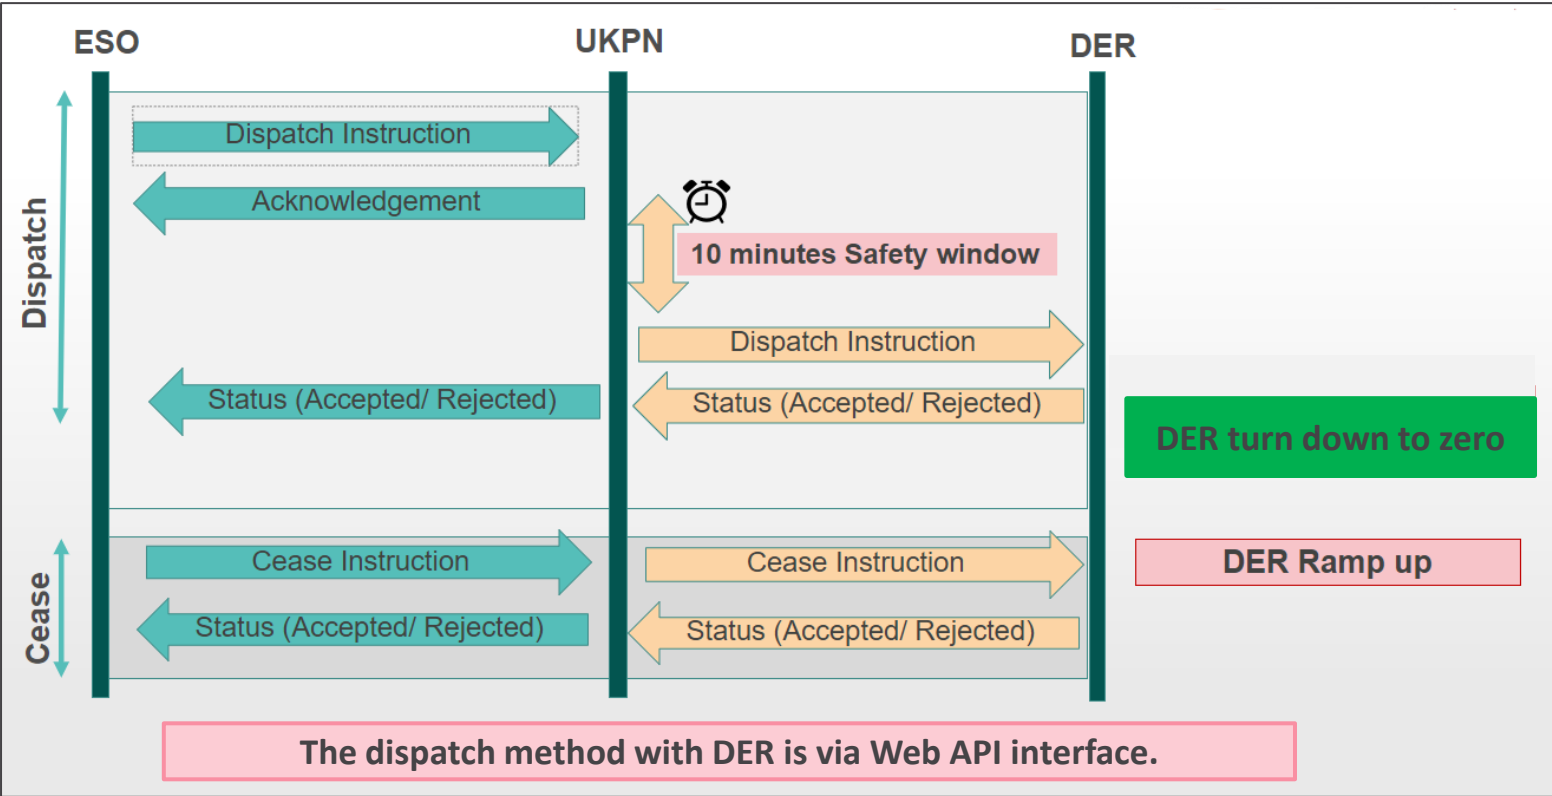 ESO
UKPN
DER
Dispatch
Dispatch Instruction
Acknowledgement
10 minutes Safety window
Dispatch Instruction
Status (Accepted/ Rejected)
Status (Accepted/ Rejected)
DER turn down to zero
Cease
Cease Instruction
Cease Instruction
DER Ramp up
Status (Accepted/ Rejected)
Status (Accepted/ Rejected)
The dispatch method with DER is via Web API interface.